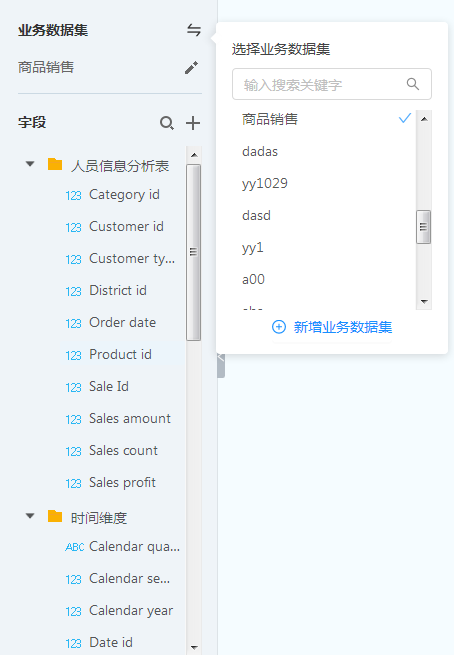 业务数据集
商品销售
字段
人员信息分析表
123 Category id
123 Customer id
123 Customer ty...
123 District id
123 Order date
123 Product id
123 Sale Id
123 Sales amount
123 Sales count
123 Sales profit
时间维度
ABC Calendar qua...
123 Calendar se...
123 Calendar year
123 Date id
选择业务数据集
输入搜索关键字
商品销售
dadas
yy1029
dasd
yy1
a00
新增业务数据集